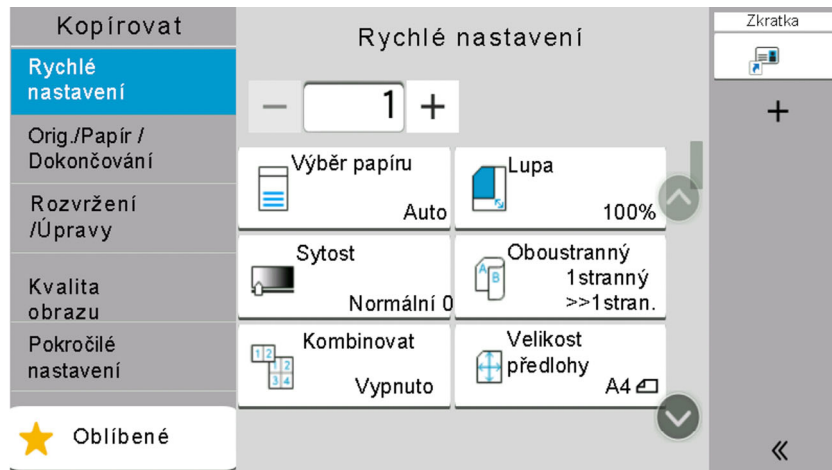 Kopírovat
Rychlé
nastavení
Orig./Papír /
Dokončování
Rozvržení
/Úpravy
Kvalita
obrazu
Pokročilé
nastavení
Oblíbené
Rychlé nastavení
1
Výběr papíru
Auto
Lupa
100%
Sytost
Normální 0
Oboustranný
1stranný
>>1stran.
Kombinovat
Vypnuto
Velikost
předlohy
A4
Zkratka